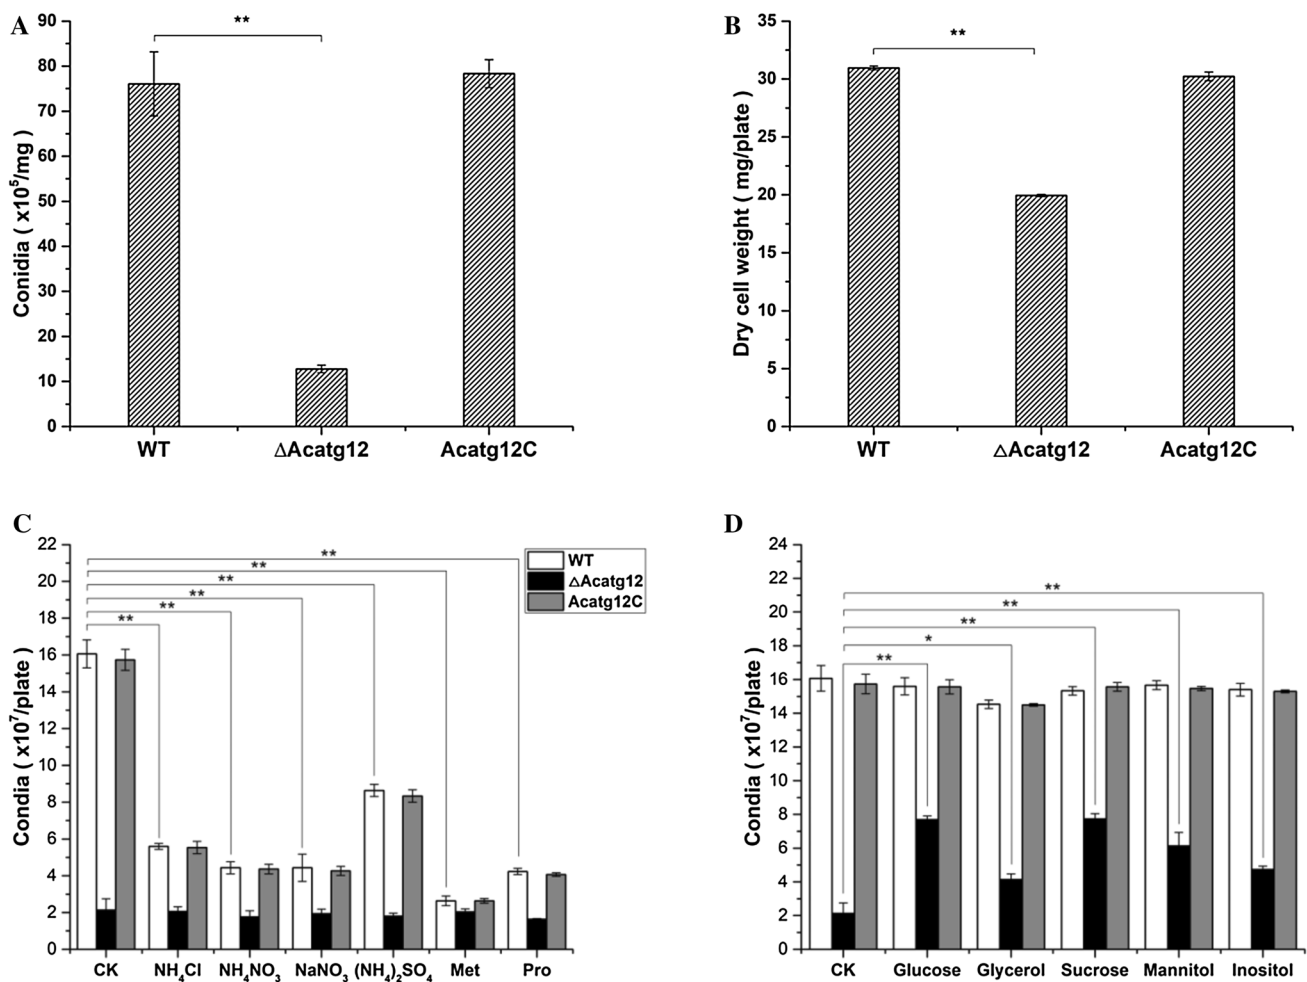 A
Conidia ( x10⁵/mg )
90
80
70
60
50
40
30
20
10
0
**
WT
ΔAcatg12
Acatg12C
B
Dry cell weight ( mg/plate)
35
30
25
20
15
10
5
0
**
WT
△Acatg12
Acatg12C
C
Condia ( x10⁷/plate)
22
20
18
16
14
12
10
8
6
4
2
0
**
**
**
**
**
**
WT
△Acatg12
Acatg12C
CK
NH₄Cl
NH₄NO₃
NaNO₃
(NH₄)₂SO₄
Met
Pro
D
Condia ( x10⁷/plate)
24
22
20
18
16
14
12
10
8
6
4
2
0
**
**
**
*
**
CK
Glucose
Glycerol
Sucrose
Mannitol
Inositol